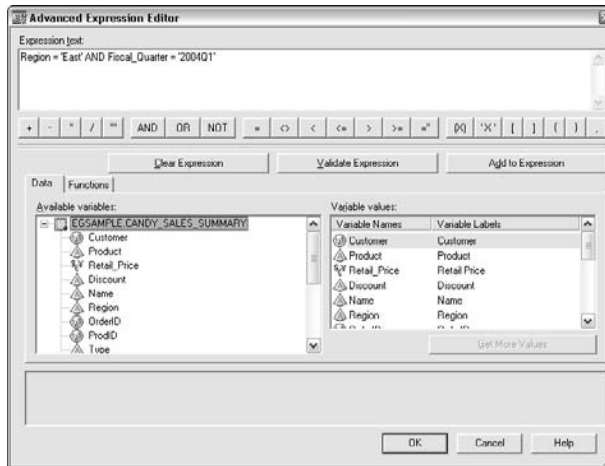 Advanced Expression Editor
Expression text:
Region = 'East' AND Fiscal_Quarter = '2004Q1'
+ - * / ** AND OR NOT = <> < <= > >= =* (X) 'X' [ ] ( ) ,
Clear Expression Validate Expression Add to Expression
Data Functions
Available variables:
EGSAMPLE.CANDY_SALES_SUMMARY
Customer
Product
Retail_Price
Discount
Name
Region
OrderID
ProdID
Type
Variable values:
Variable Names Variable Labels
Customer Customer
Product Product
Retail_Price Retail Price
Discount Discount
Name Name
Region Region
Get More Values
OK Cancel Help